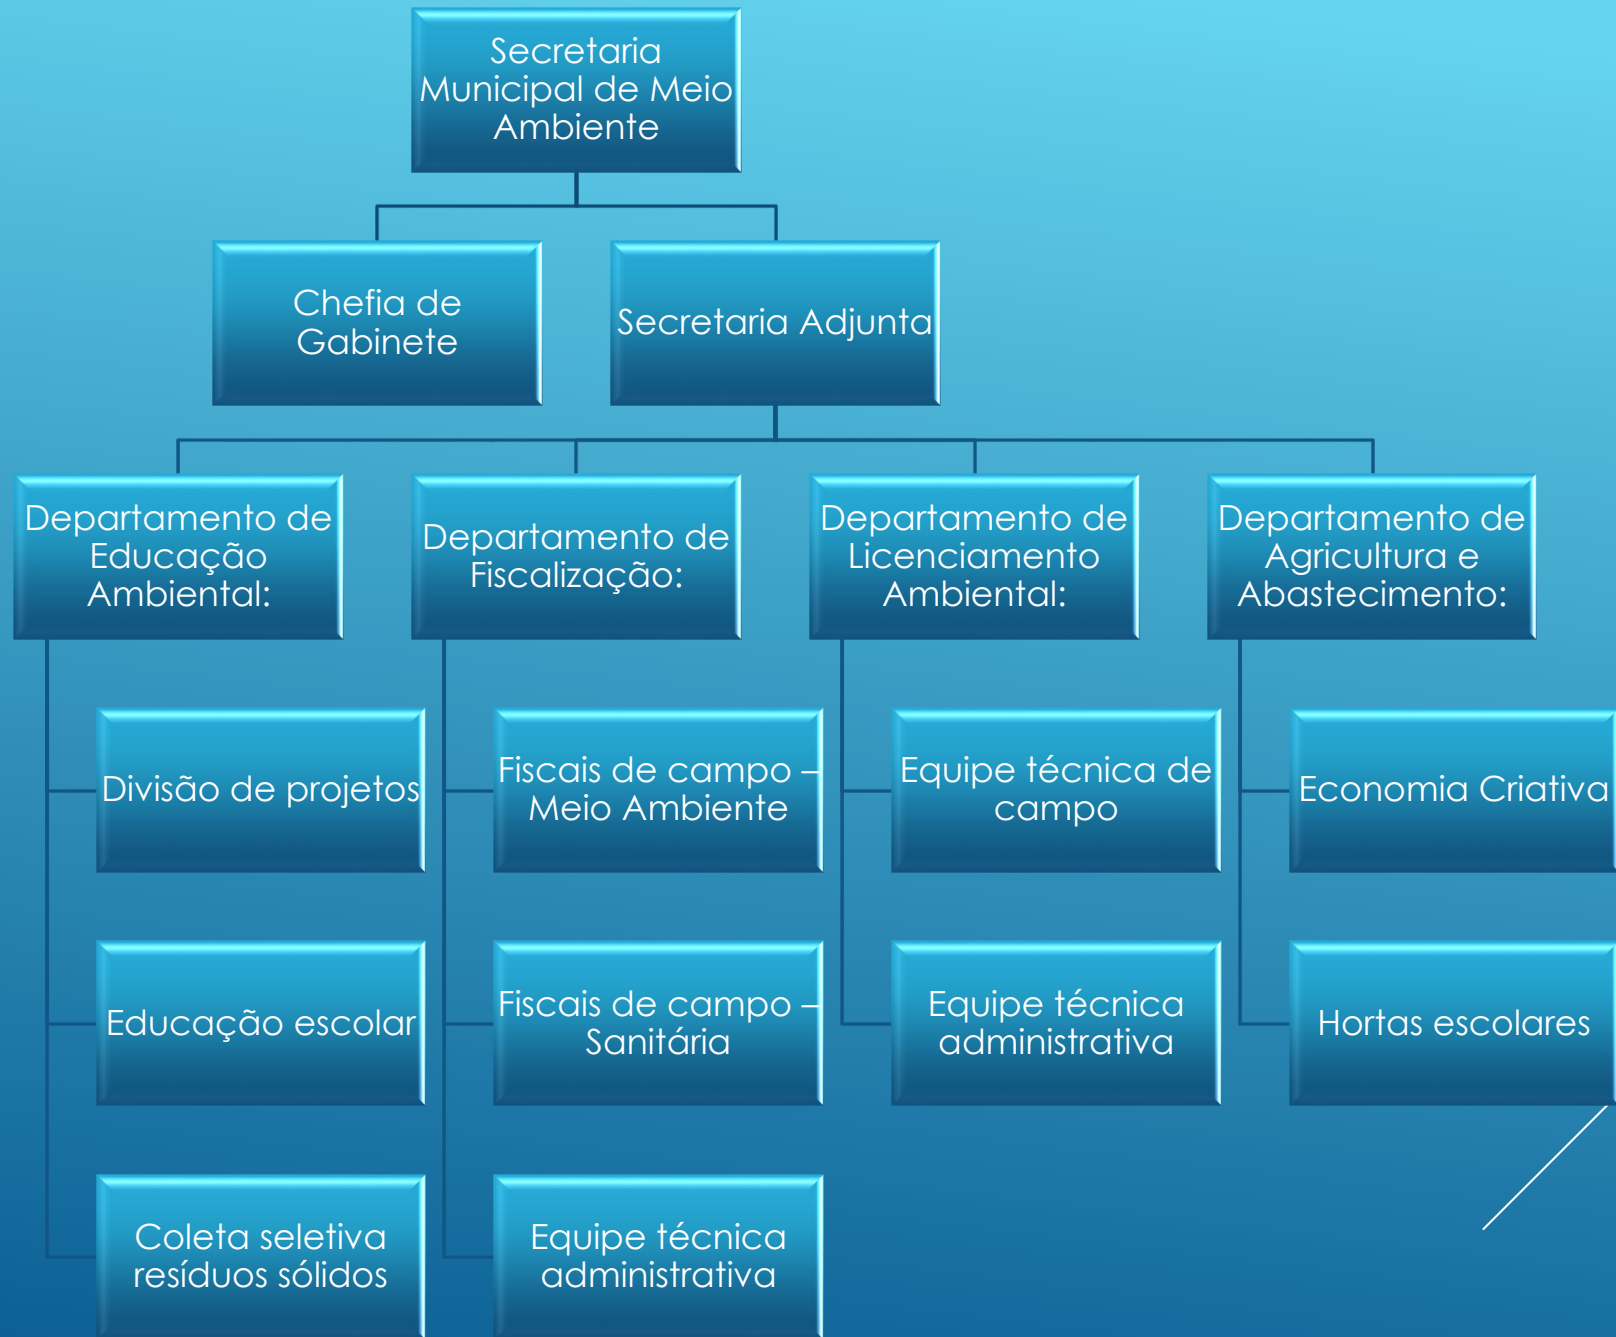 Secretaria
Municipal de Meio
Ambiente
Chefia de
Gabinete
Secretaria Adjunta
Departamento de
Educação
Ambiental:
Departamento de
Fiscalização:
Departamento de
Licenciamento
Ambiental:
Departamento de
Agricultura e
Abastecimento:
Divisão de projetos
Fiscais de campo –
Meio Ambiente
Equipe técnica de
campo
Economia Criativa
Educação escolar
Fiscais de campo –
Sanitária
Equipe técnica
administrativa
Hortas escolares
Coleta seletiva
resíduos sólidos
Equipe técnica
administrativa